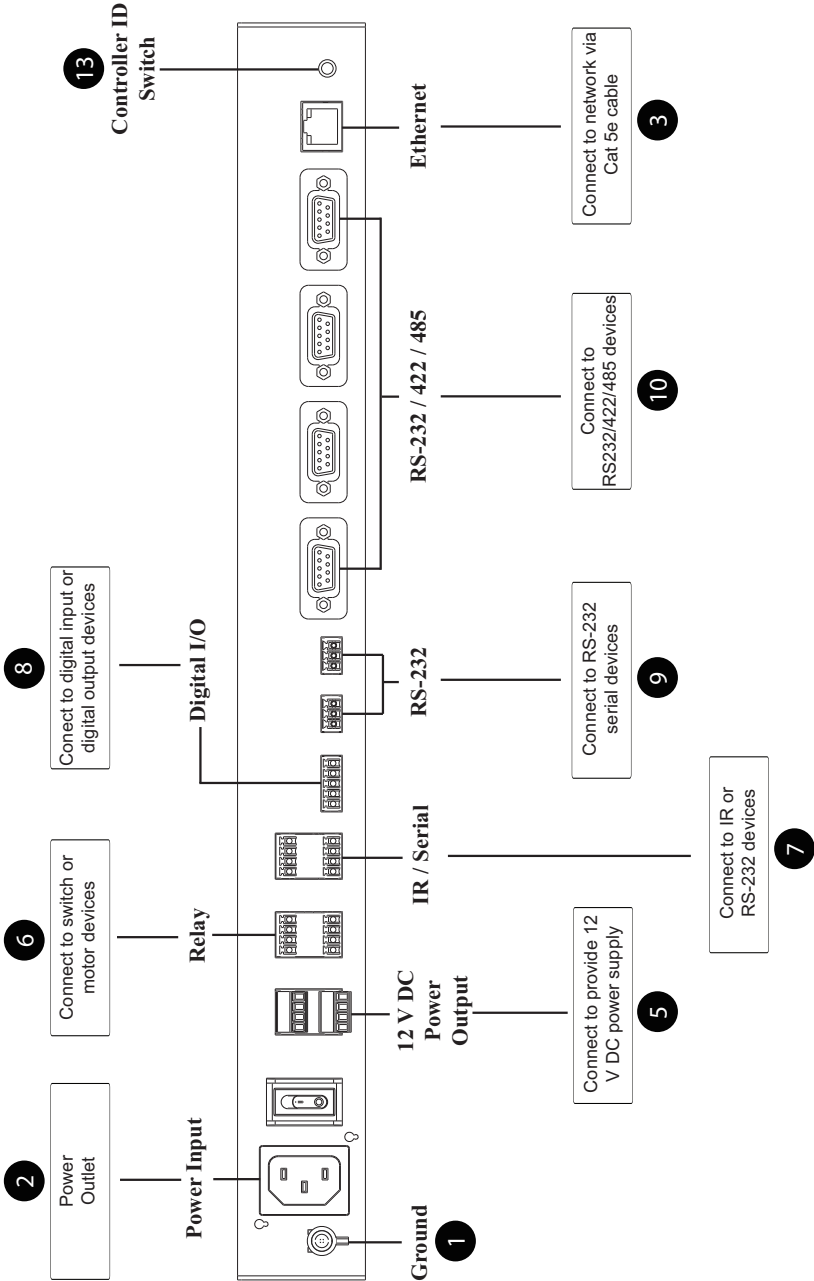 2
Power
Outlet
Power Input
6
Connect to switch or
motor devices
Relay
8
Conect to digital input or
digital output devices
Digital I/O
13
Controller ID
Switch
Ground
1
12 V DC
Power
Output
Connect to provide 12
V DC power supply
5
IR / Serial
Connect to IR or
RS-232 devices
7
RS-232
Connect to RS-232
serial devices
9
RS-232 / 422 / 485
Connect to
RS232/422/485 devices
10
Ethernet
Connect to network via
Cat 5e cable
3